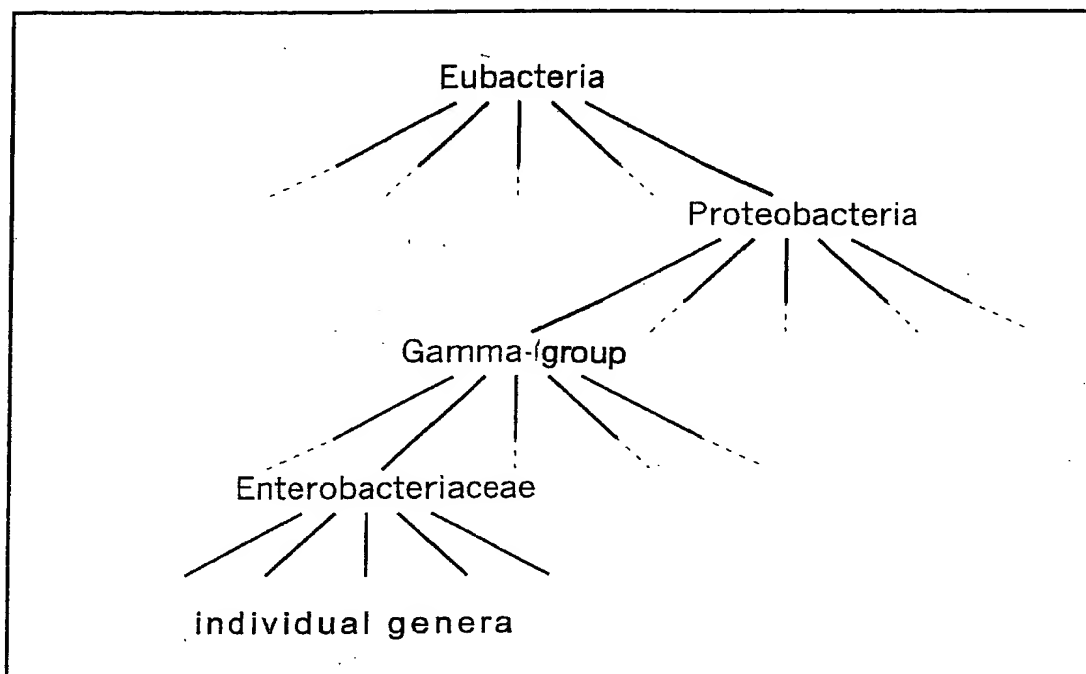 Eubacteria
Proteobacteria
Gamma-group
Enterobacteriaceae
individual genera